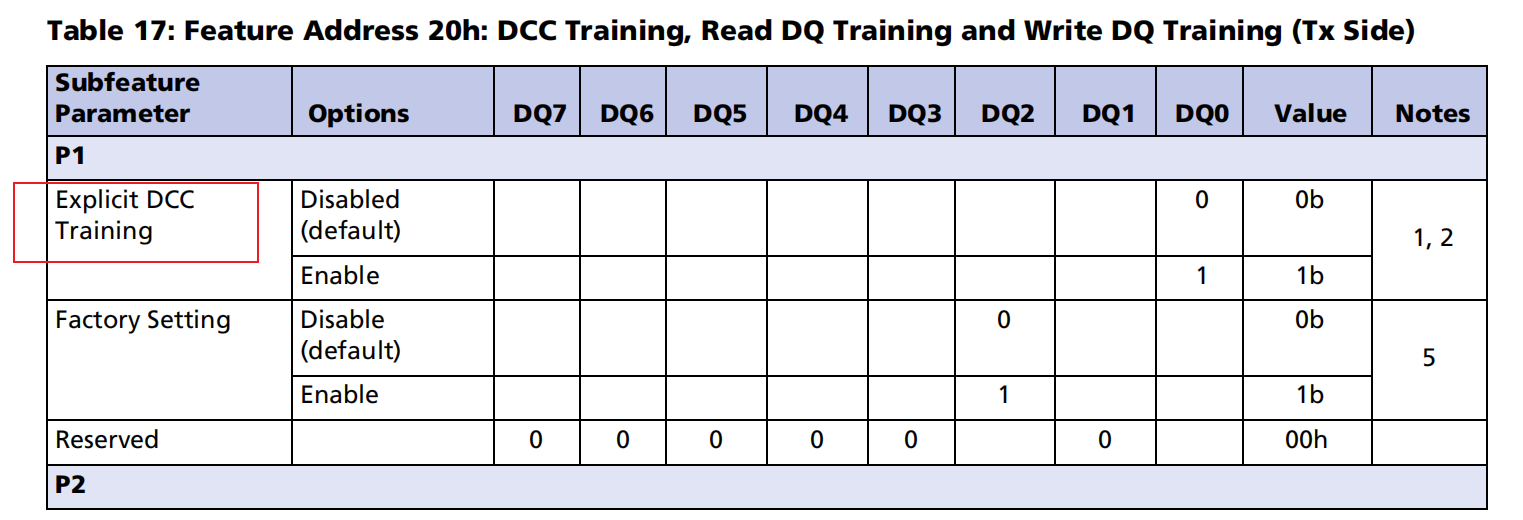 Table 17: Feature Address 20h: DCC Training, Read DQ Training and Write DQ Training (Tx Side)
Subfeature
Parameter Options DQ7 DQ6 DQ5 DQ4 DQ3 DQ2 DQ1 DQ0 Value Notes
P1
Explicit DCC Disabled 0 0b
Training (default) 1, 2
Enable 1 1b
Factory Setting Disable 0 0b
(default) 5
Enable 1 1b
Reserved 0 0 0 0 0 0 00h
P2